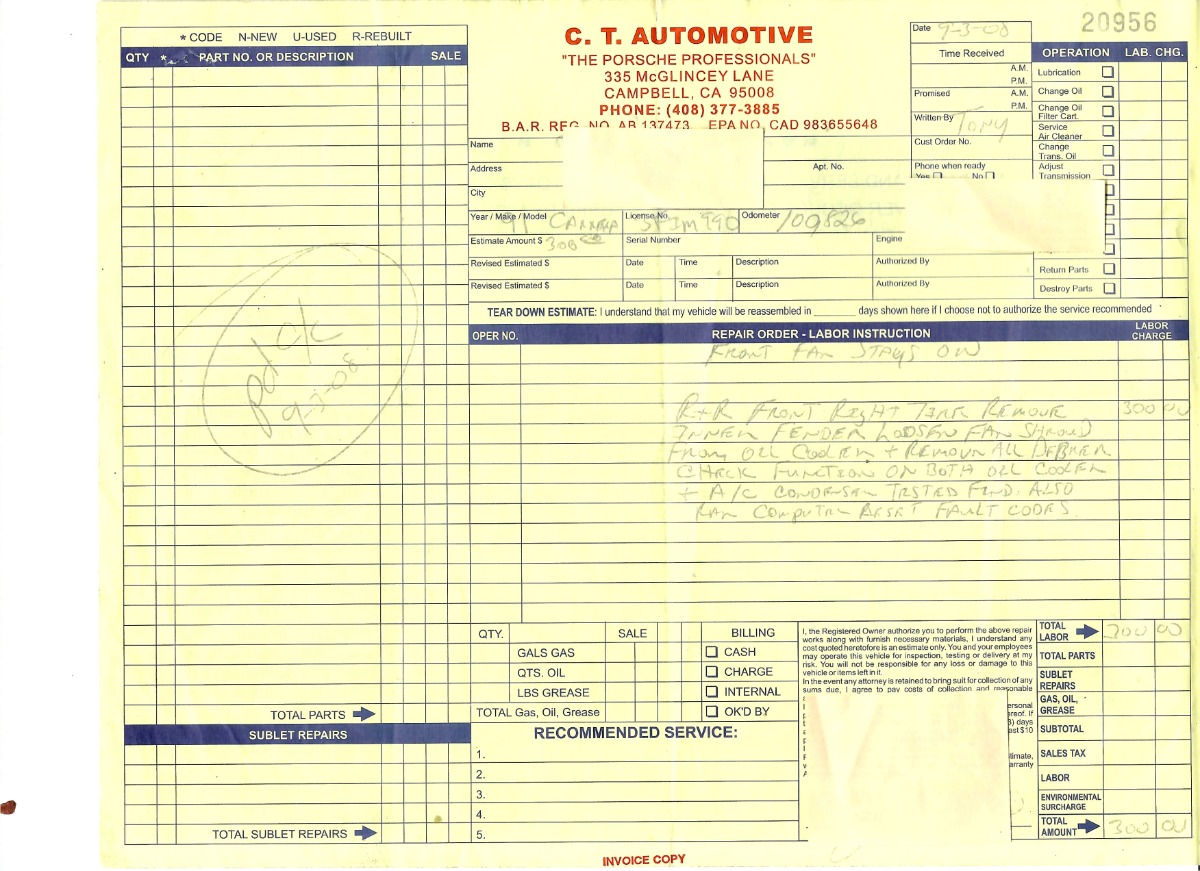 20956
* CODE N-NEW U-USED R-REBUILT
QTY * PART NO. OR DESCRIPTION SALE
C. T. AUTOMOTIVE
"THE PORSCHE PROFESSIONALS"
335 McGLINCEY LANE
CAMPBELL, CA 95008
PHONE: (408) 377-3885
B.A.R. REG. NO. AB 137473 EPA NO. CAD 983655648
Date 9-3-08
Time Received
A.M.
P.M.
Promised A.M.
P.M.
Written By Tony
Cust Order No.
Phone when ready
Yes No
OPERATION LAB. CHG.
Lubrication
Change Oil
Change Oil
Filter Cart.
Service
Air Cleaner
Change
Trans. Oil
Adjust
Transmission
Return Parts
Destroy Parts
Name
Address Apt. No.
City
Year / Make / Model 91 CARRERA License No. Odometer 109826
Estimate Amount $ 300 Serial Number Engine
Revised Estimated $ Date Time Description Authorized By
Revised Estimated $ Date Time Description Authorized By
TEAR DOWN ESTIMATE: I understand that my vehicle will be reassembled in ________ days shown here if I choose not to authorize the service recommended
OPER NO. REPAIR ORDER - LABOR INSTRUCTION LABOR
CHARGE
FRONT FAN STAYS ON
R+R FRONT RIGHT TIRE REMOVE 300 00
INNER FENDER LOOSEN FAN SHROUD
FROM OIL COOLER + REMOVE ALL
CHECK FUNCTION ON BOTH OIL COOLER
+ A/C CONDENSER TESTED ALSO
RAN COMPUTER RESET FAULT CODES.
pd c/c
9-3-08
TOTAL PARTS
SUBLET REPAIRS
TOTAL SUBLET REPAIRS
QTY. SALE BILLING
GALS GAS CASH
QTS. OIL CHARGE
LBS GREASE INTERNAL
TOTAL Gas, Oil, Grease OK'D BY
RECOMMENDED SERVICE:
1.
2.
3.
4.
5.
I, the Registered Owner authorize you to perform the above repair
works along with furnish necessary materials, I understand any
cost quoted heretofore is an estimate only. You and your employees
may operate this vehicle for inspection, testing or delivery at my
risk. You will not be responsible for any loss or damage to this
vehicle or items left in it.
In the event any attorney is retained to bring suit for collection of any
sums due, I agree to pay costs of collection and reasonable
TOTAL
LABOR 300 00
TOTAL PARTS
SUBLET
REPAIRS
GAS, OIL,
GREASE
SUBTOTAL
SALES TAX
LABOR
ENVIRONMENTAL
SURCHARGE
TOTAL
AMOUNT 300 00
INVOICE COPY